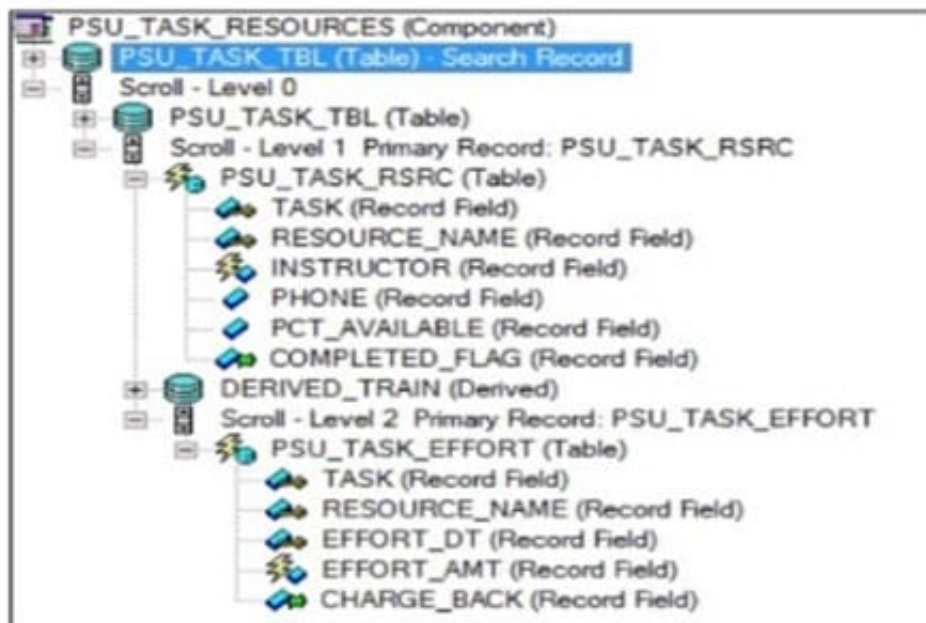 PSU_TASK_RESOURCES (Component)
PSU_TASK_TBL (Table) - Search Record
Scroll - Level 0
PSU_TASK_TBL (Table)
Scroll - Level 1 Primary Record: PSU_TASK_RSRC
PSU_TASK_RSRC (Table)
TASK (Record Field)
RESOURCE_NAME (Record Field)
INSTRUCTOR (Record Field)
PHONE (Record Field)
PCT_AVAILABLE (Record Field)
COMPLETED_FLAG (Record Field)
DERIVED_TRAIN (Derived)
Scroll - Level 2 Primary Record: PSU_TASK_EFFORT
PSU_TASK_EFFORT (Table)
TASK (Record Field)
RESOURCE_NAME (Record Field)
EFFORT_DT (Record Field)
EFFORT_AMT (Record Field)
CHARGE_BACK (Record Field)